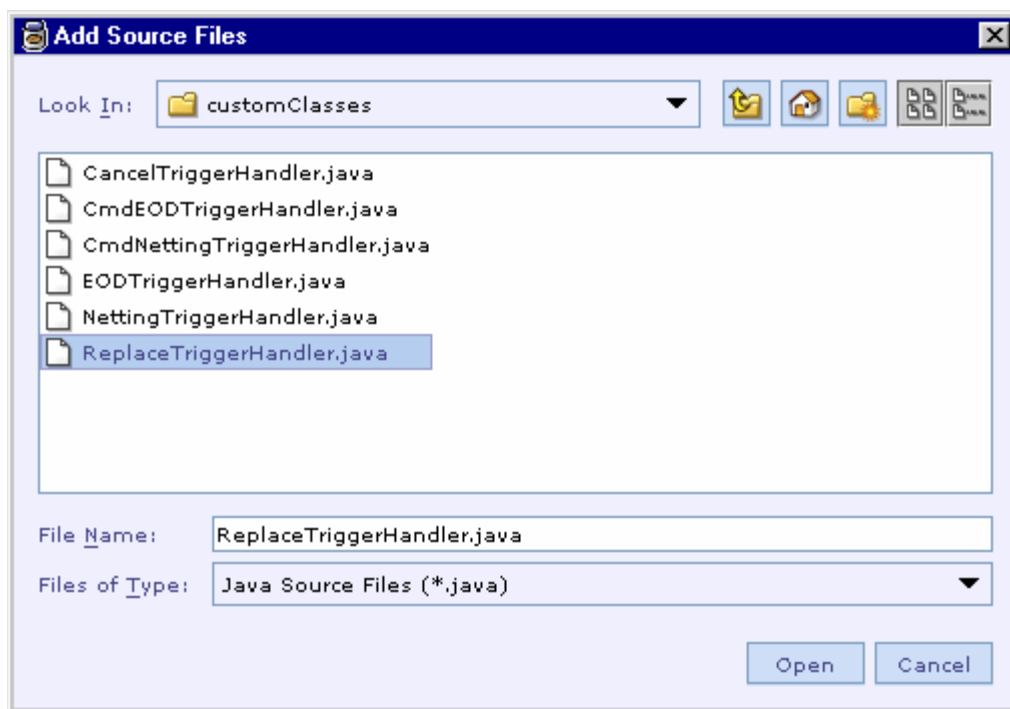 Add Source Files
Look In: customClasses
CancelTriggerHandler.java
CmdEODTriggerHandler.java
CmdNettingTriggerHandler.java
EODTriggerHandler.java
NettingTriggerHandler.java
ReplaceTriggerHandler.java
File Name: ReplaceTriggerHandler.java
Files of Type: Java Source Files (*.java)
Open Cancel